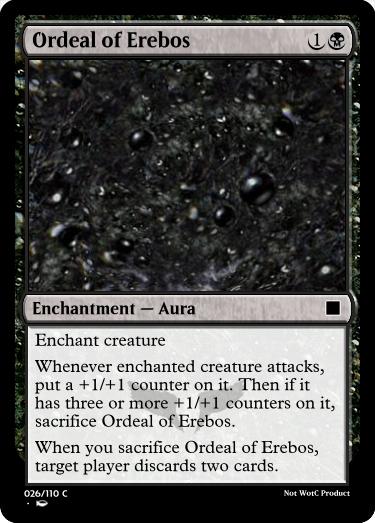 Ordeal of Erebos 1
Enchantment — Aura
Enchant creature
Whenever enchanted creature attacks,
put a +1/+1 counter on it. Then if it
has three or more +1/+1 counters on it,
sacrifice Ordeal of Erebos.
When you sacrifice Ordeal of Erebos,
target player discards two cards.
026/110 C Not WotC Product